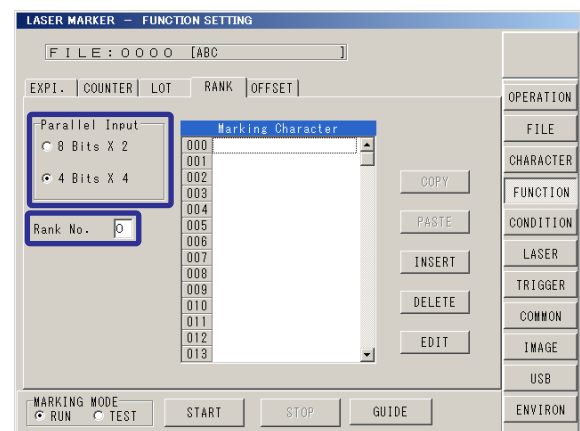 LASER MARKER - FUNCTION SETTING
FILE:0000 [ABC ]
EXPI. COUNTER LOT RANK OFFSET
Parallel Input
8 Bits X 2
4 Bits X 4
Rank No. 0
Marking Character
000
001
002
003
004
005
006
007
008
009
010
011
012
013
COPY
PASTE
INSERT
DELETE
EDIT
OPERATION
FILE
CHARACTER
FUNCTION
CONDITION
LASER
TRIGGER
COMMON
IMAGE
USB
ENVIRON
MARKING MODE
RUN TEST
START STOP GUIDE